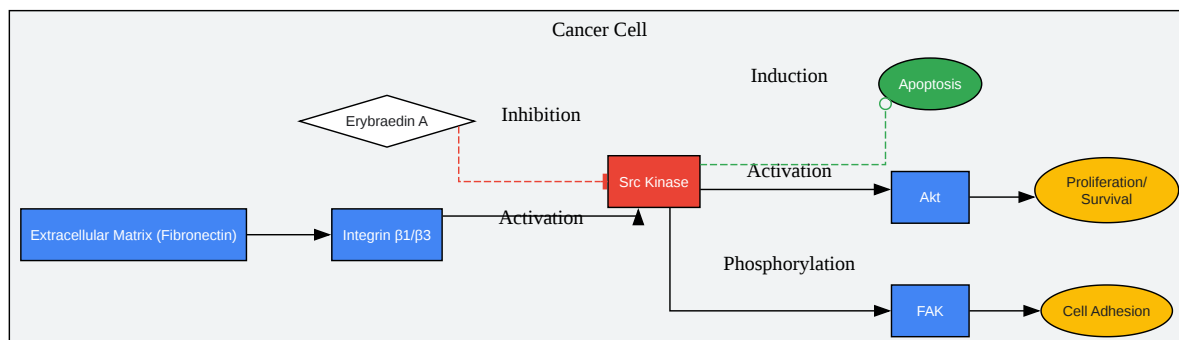 Cancer Cell
Induction
Apoptosis
Erybraedin A
Inhibition
Src Kinase
Activation
Akt
Proliferation/
Survival
Extracellular Matrix (Fibronectin)
Integrin β1/β3
Activation
Phosphorylation
FAK
Cell Adhesion